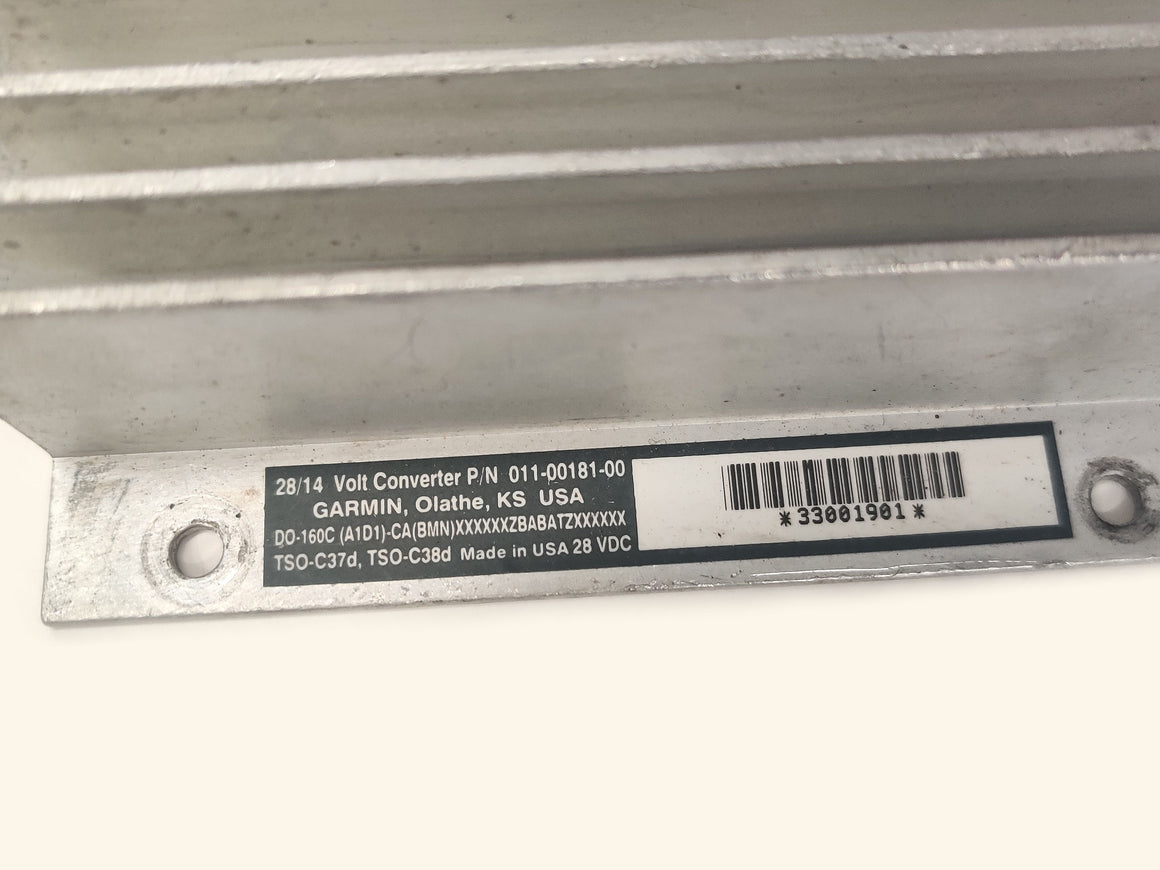 28/14 Volt Converter P/N 011-00181-00
GARMIN, Olathe, KS USA
DO-160C (A1D1)-CA(BMN)XXXXXXZBABATZXXXXXX
TSO-C37d, TSO-C38d Made in USA 28 VDC
*33001901*